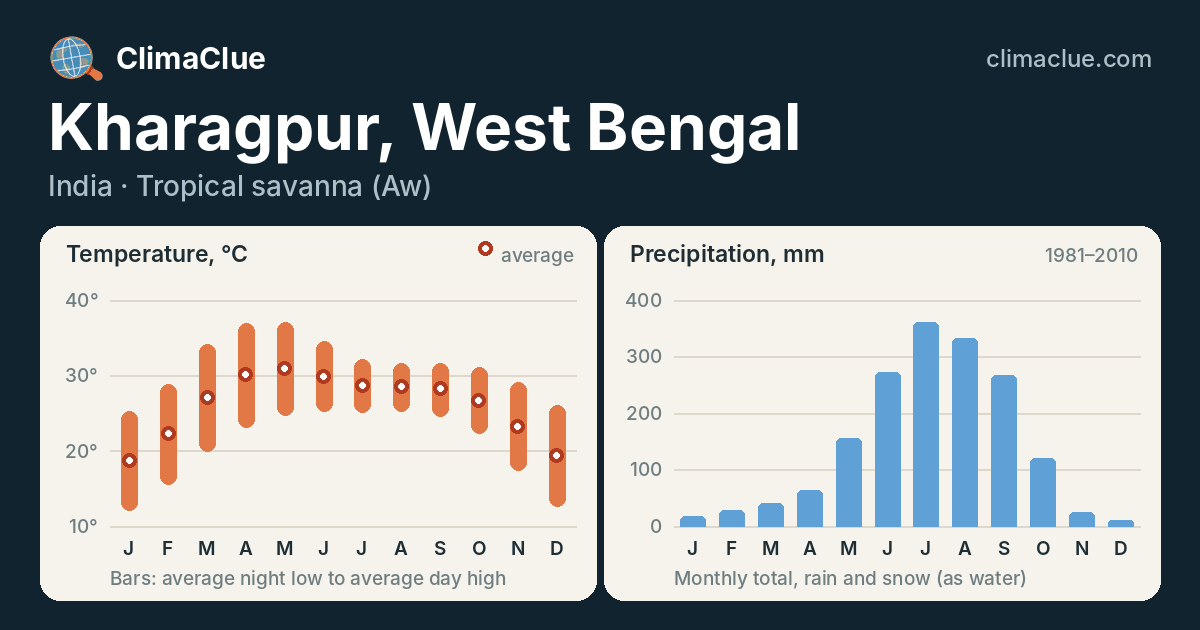 ClimaClue
climaclue.com
Kharagpur, West Bengal
India · Tropical savanna (Aw)
Temperature, °C
average
40°
30°
20°
10°
J F M A M J J A S O N D
Bars: average night low to average day high
Precipitation, mm
1981–2010
400
300
200
100
0
J F M A M J J A S O N D
Monthly total, rain and snow (as water)